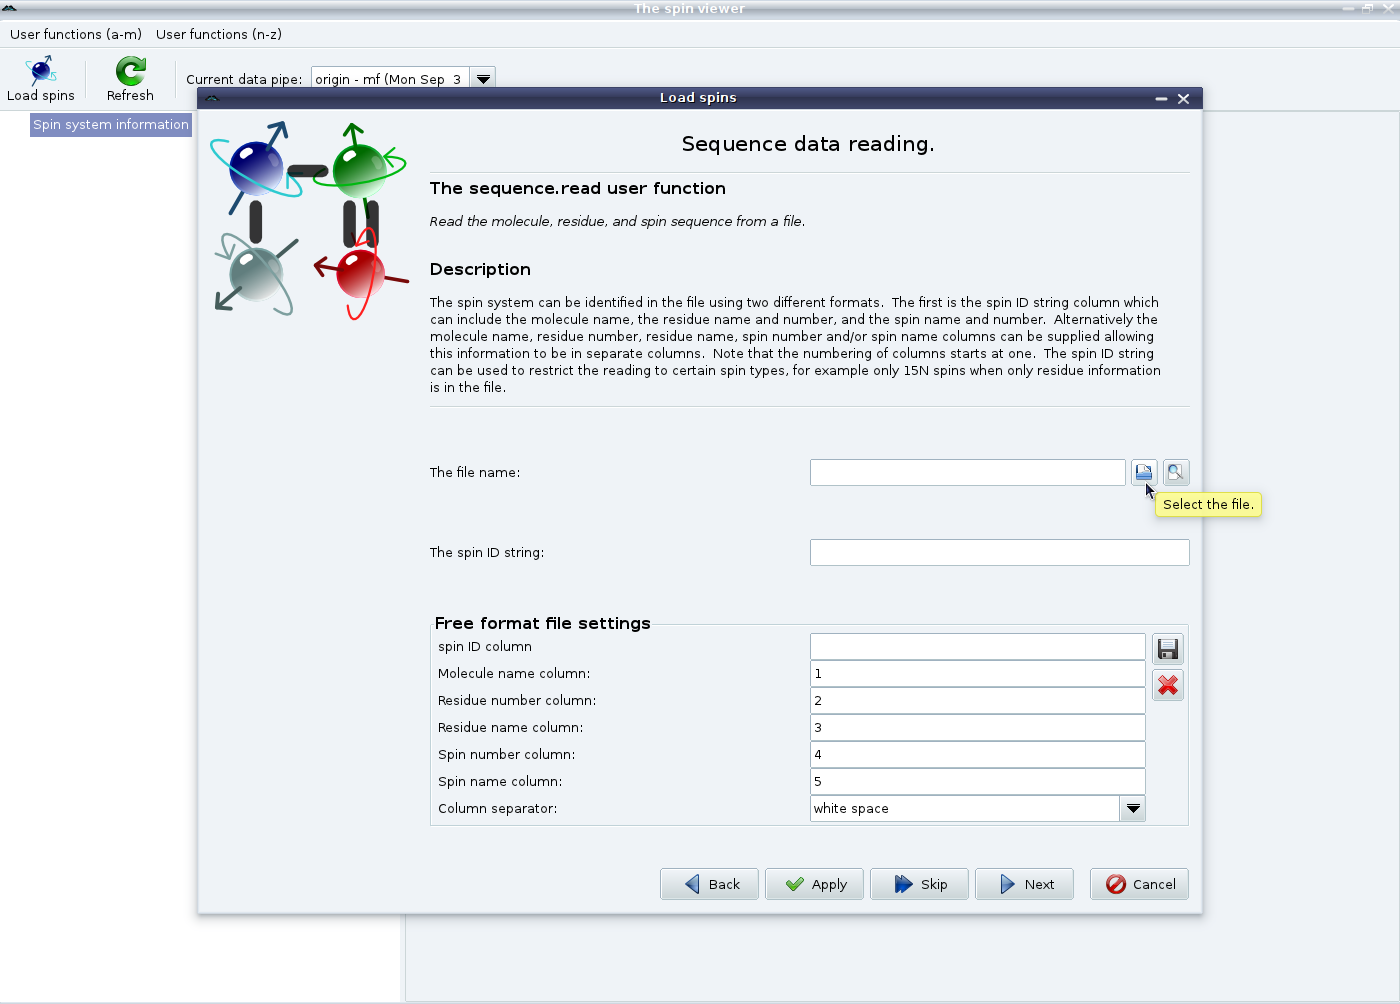 The spin viewer
User functions (a-m) User functions (n-z)
Load spins
Refresh
Current data pipe: origin - mf (Mon Sep  3
Spin system information
Load spins
Sequence data reading.
The sequence.read user function
Read the molecule, residue, and spin sequence from a file.
Description
The spin system can be identified in the file using two different formats.  The first is the spin ID string column which
can include the molecule name, the residue name and number, and the spin name and number.  Alternatively the
molecule name, residue number, residue name, spin number and/or spin name columns can be supplied allowing
this information to be in separate columns.  Note that the numbering of columns starts at one.  The spin ID string
can be used to restrict the reading to certain spin types, for example only 15N spins when only residue information
is in the file.
The file name:
Select the file.
The spin ID string:
Free format file settings
spin ID column
Molecule name column: 1
Residue number column: 2
Residue name column: 3
Spin number column: 4
Spin name column: 5
Column separator: white space
Back Apply Skip Next Cancel